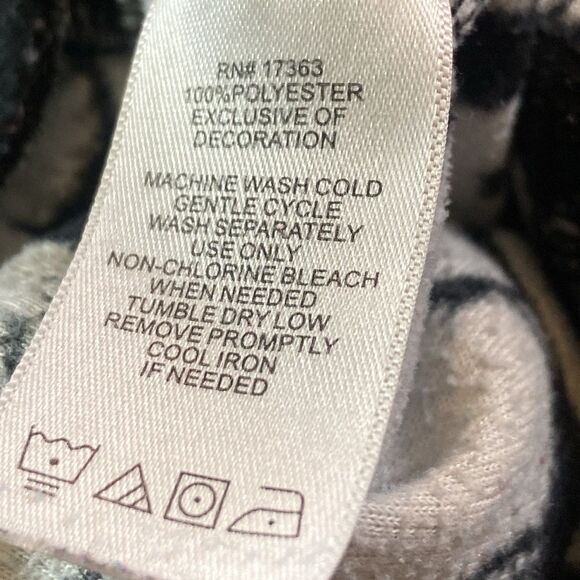 RN# 17363
100%POLYESTER
EXCLUSIVE OF
DECORATION
MACHINE WASH COLD
GENTLE CYCLE
WASH SEPARATELY
USE ONLY
NON-CHLORINE BLEACH
WHEN NEEDED
TUMBLE DRY LOW
REMOVE PROMPTLY
COOL IRON
IF NEEDED